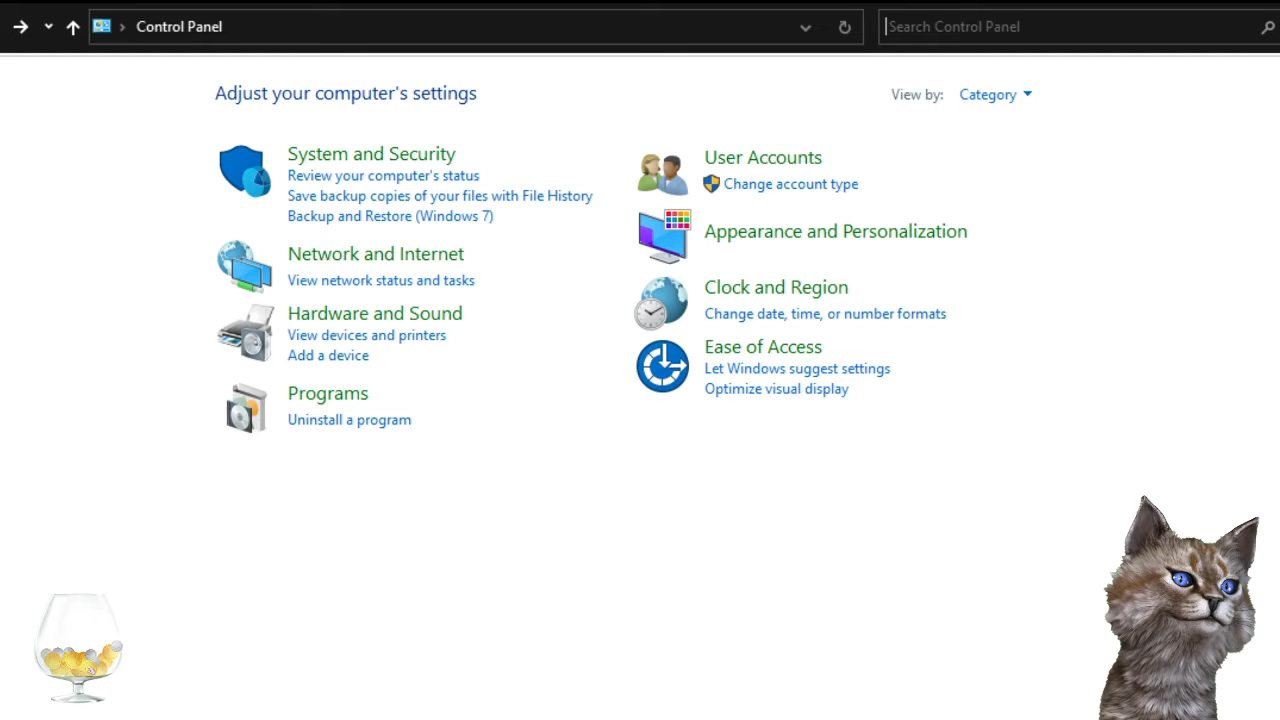 Control Panel
Search Control Panel
Adjust your computer's settings
View by: Category
System and Security
Review your computer's status
Save backup copies of your files with File History
Backup and Restore (Windows 7)
Network and Internet
View network status and tasks
Hardware and Sound
View devices and printers
Add a device
Programs
Uninstall a program
User Accounts
Change account type
Appearance and Personalization
Clock and Region
Change date, time, or number formats
Ease of Access
Let Windows suggest settings
Optimize visual display